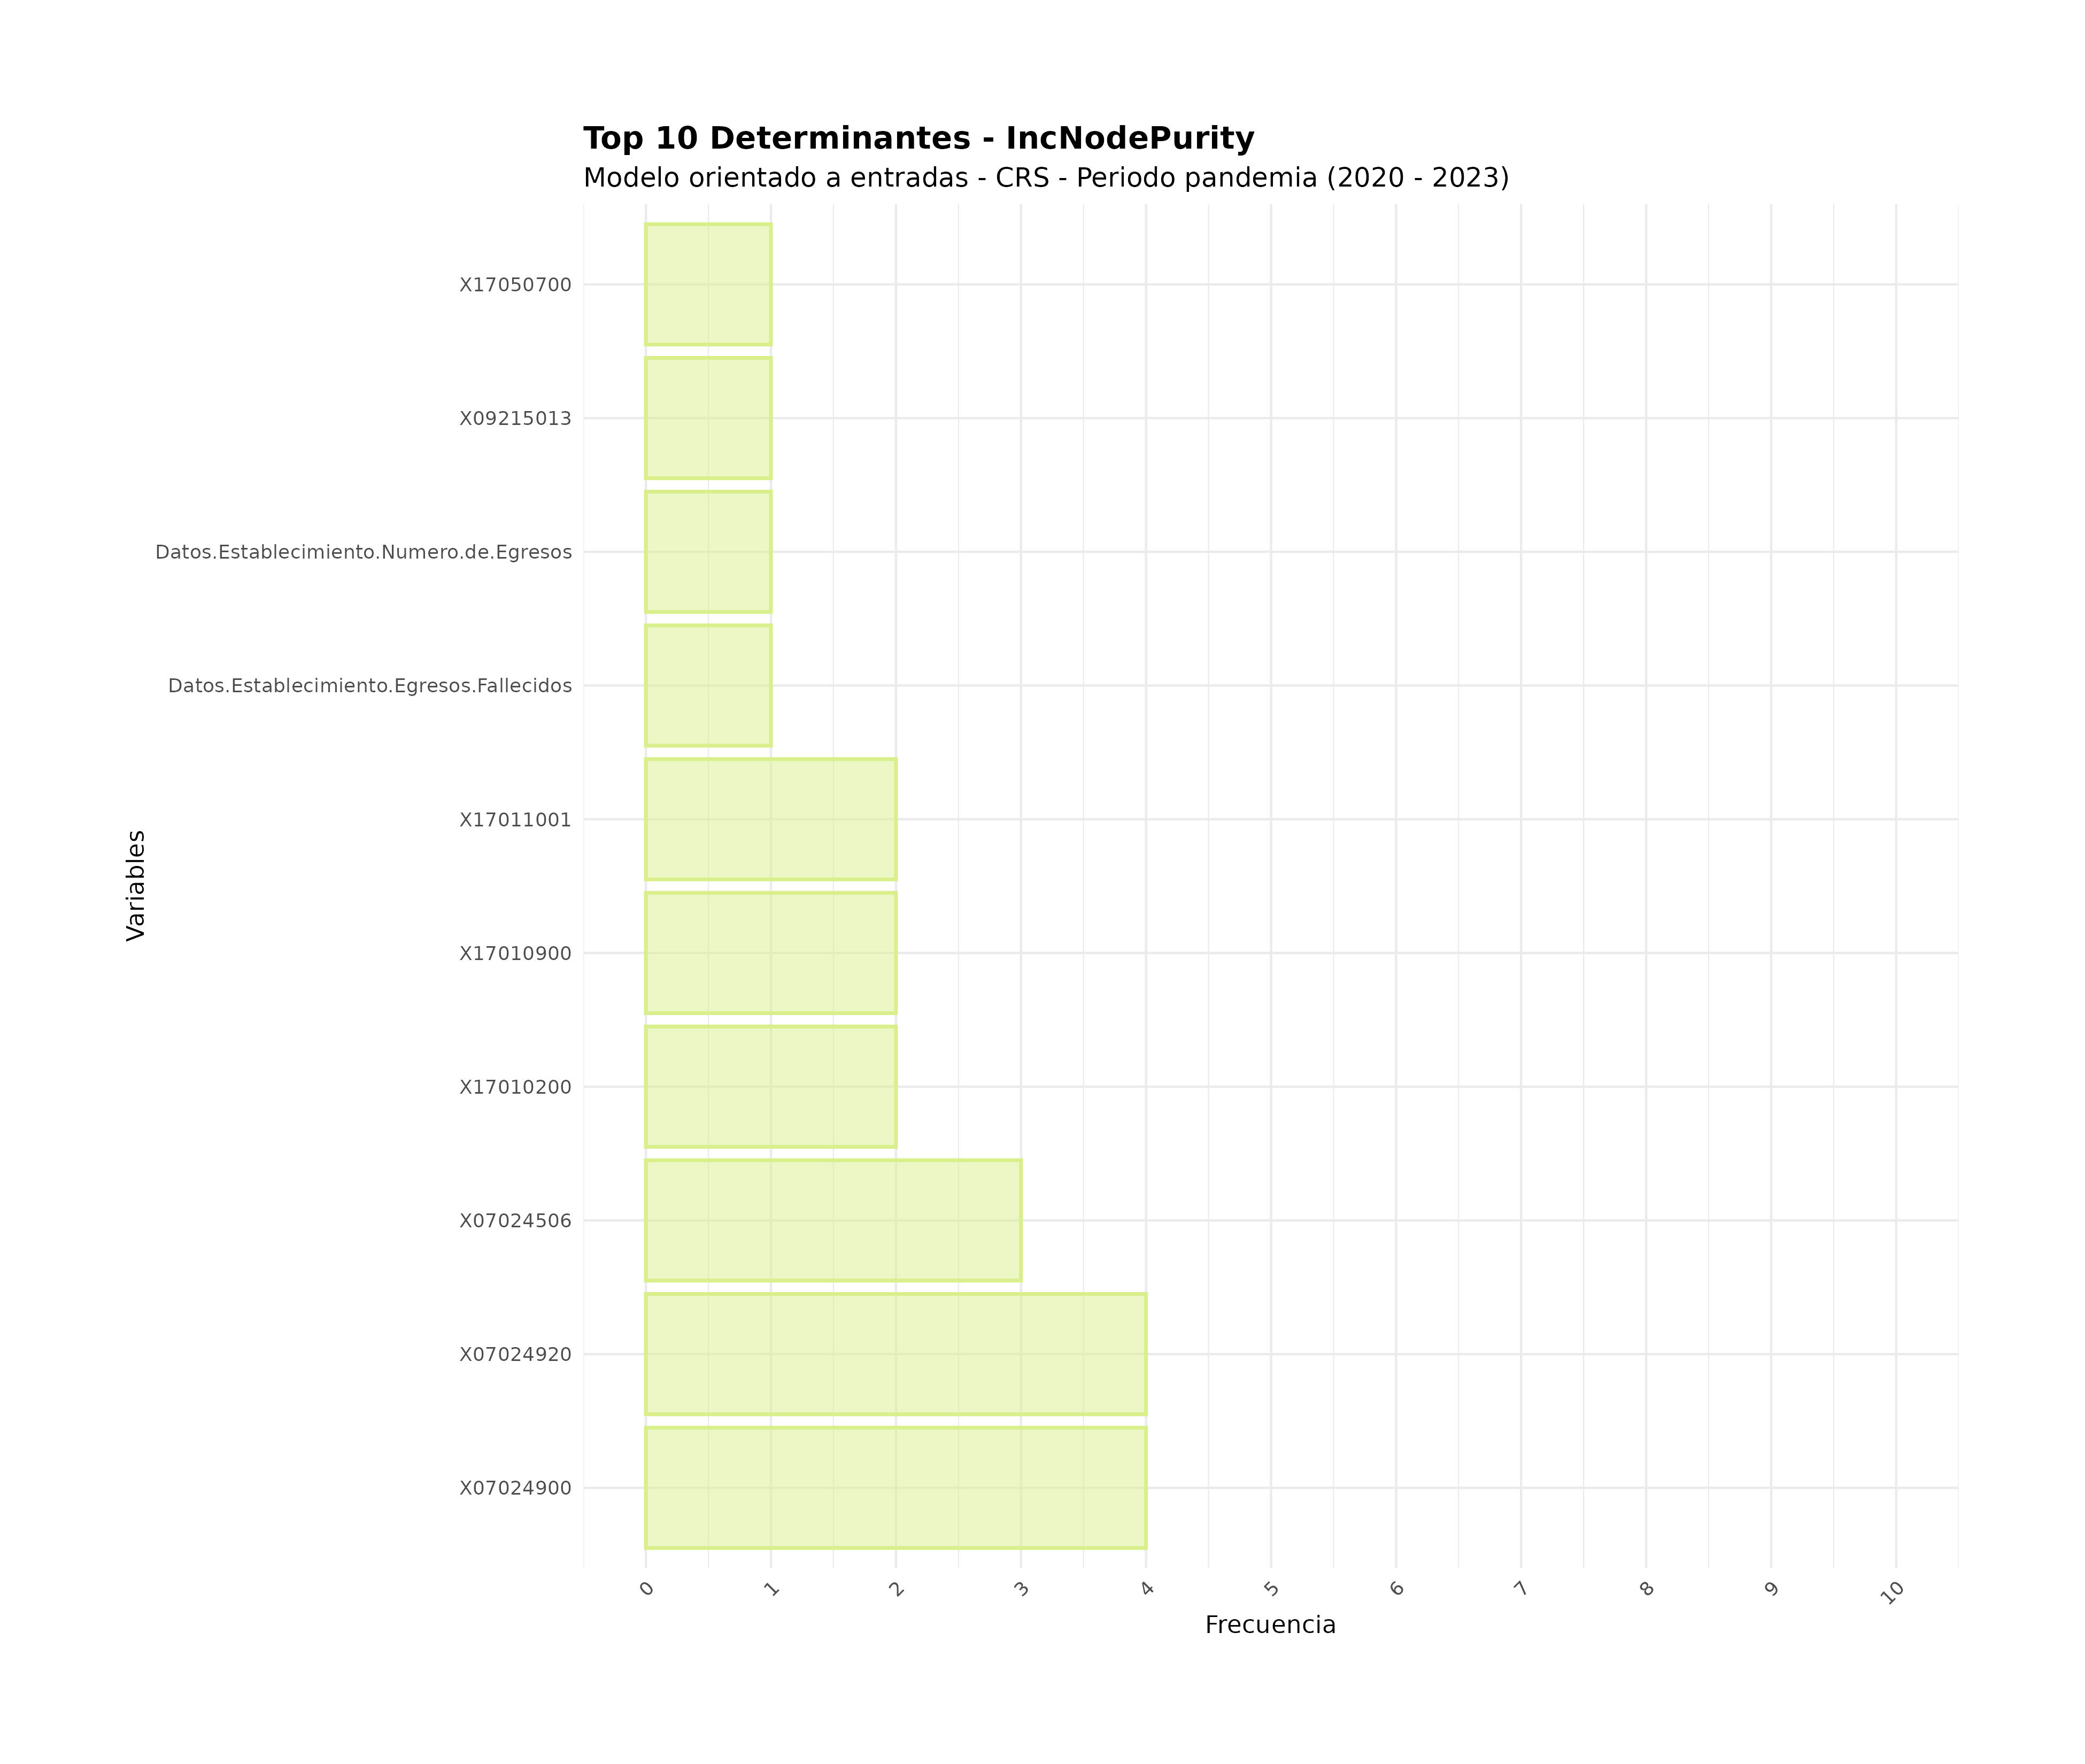 Top 10 Determinantes - IncNodePurity
Modelo orientado a entradas - CRS - Periodo pandemia (2020 - 2023)
Variables
X17050700
X09215013
Datos.Establecimiento.Numero.de.Egresos
Datos.Establecimiento.Egresos.Fallecidos
X17011001
X17010900
X17010200
X07024506
X07024920
X07024900
0 1 2 3 4 5 6 7 8 9 10
Frecuencia